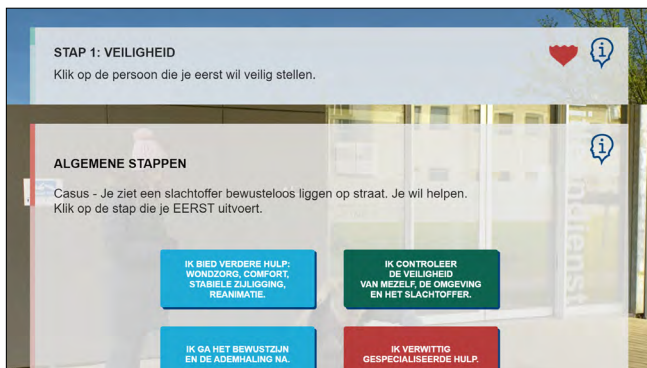 STAP 1: VEILIGHEID
Klik op de persoon die je eerst wil veilig stellen.
ALGEMENE STAPPEN
Casus - Je ziet een slachtoffer bewusteloos liggen op straat. Je wil helpen.
Klik op de stap die je EERST uitvoert.
IK BIED VERDERE HULP:
WONDZORG, COMFORT,
STABIELE ZIJLIGGING,
REANIMATIE.
IK CONTROLEER
DE VEILIGHEID
VAN MEZELF, DE OMGEVING
EN HET SLACHTOFFER.
IK GA HET BEWUSTZIJN
EN DE ADEMHALING NA.
IK VERWITTIG
GESPECIALISEERDE HULP.
indienst